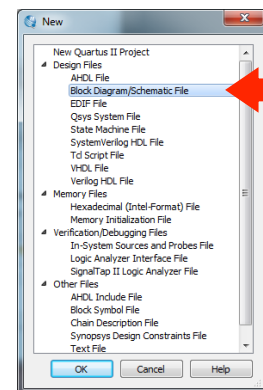 New
New Quartus II Project
Design Files
AHDL File
Block Diagram/Schematic File
EDIF File
Qsys System File
State Machine File
SystemVerilog HDL File
Tcl Script File
VHDL File
Verilog HDL File
Memory Files
Hexadecimal (Intel-Format) File
Memory Initialization File
Verification/Debugging Files
In-System Sources and Probes File
Logic Analyzer Interface File
SignalTap II Logic Analyzer File
Other Files
AHDL Include File
Block Symbol File
Chain Description File
Synopsys Design Constraints File
Text File
OK Cancel Help